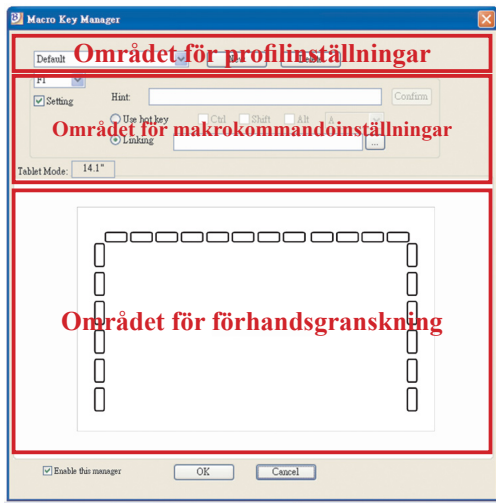 Macro Key Manager
Default
Området för profilinställningar
F1
Setting
Hint:
Confirm
Use hot key
Ctrl
Shift
Alt
A
Området för makrokommandoinställningar
Linking
...
Tablet Mode:
14.1"
Området för förhandsgranskning
Enable this manager
OK
Cancel